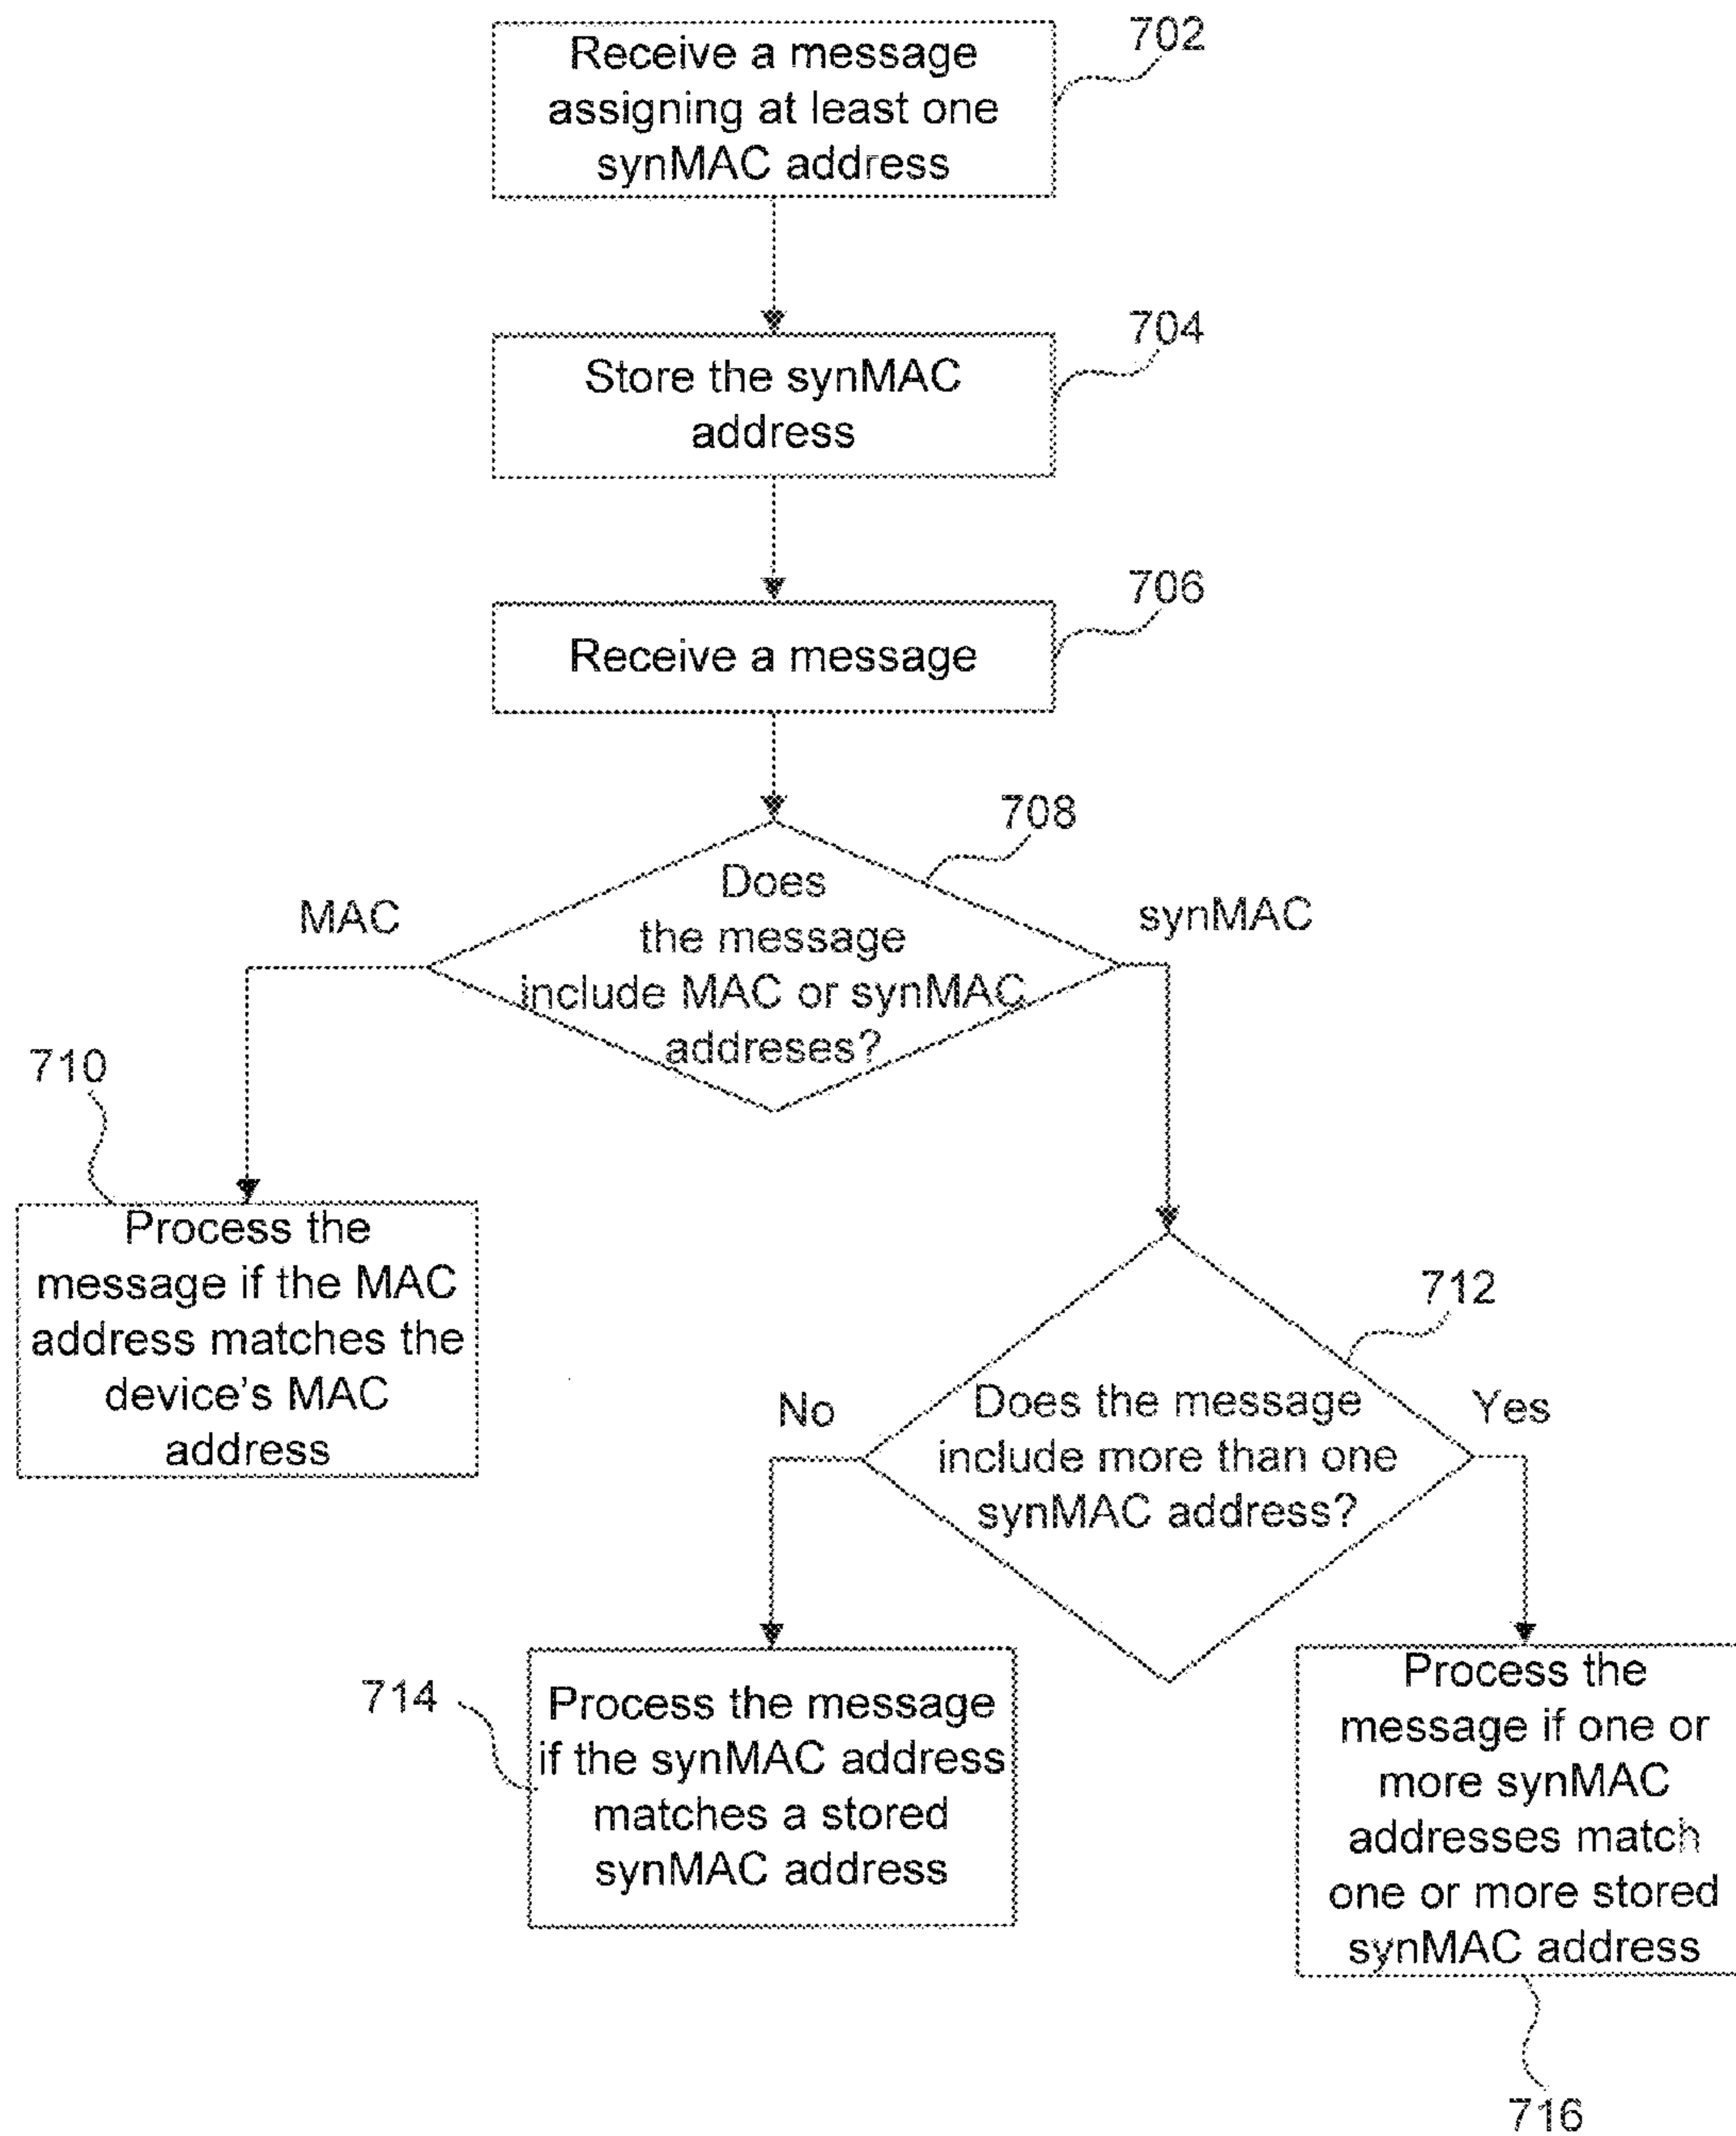 702
Receive a message
assigning at least one
synMAC address
704
Store the synMAC
address
706
Receive a message
708
Does
the message
include MAC or synMAC
addreses?
MAC
synMAC
710
Process the
message if the MAC
address matches the
device's MAC
address
712
Does the message
include more than one
synMAC address?
No
Yes
714
Process the message
if the synMAC address
matches a stored
synMAC address
Process the
message if one or
more synMAC
addresses match
one or more stored
synMAC address
716